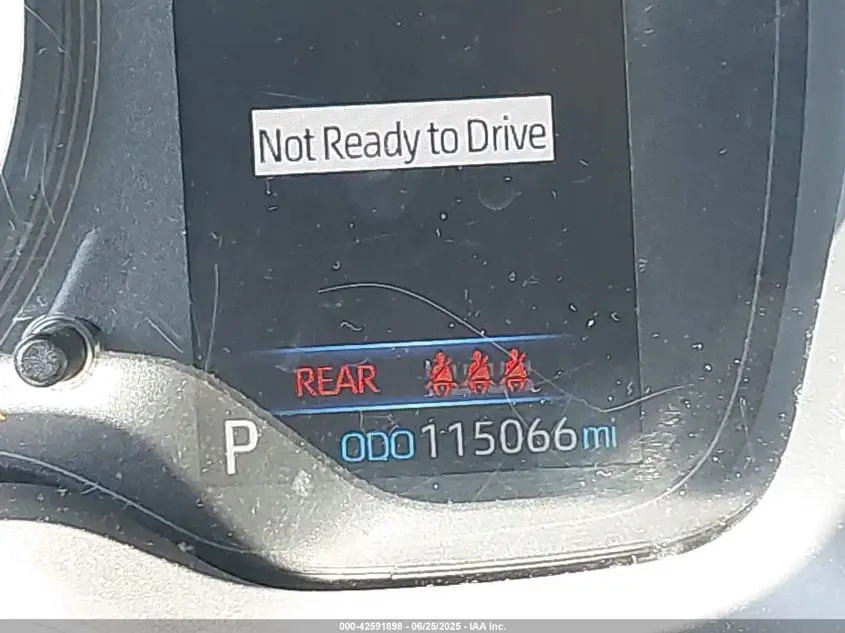 Not Ready to Drive
REAR
P ODO 115066 mi
000-42591898 - 06/25/2025 - IAA Inc.